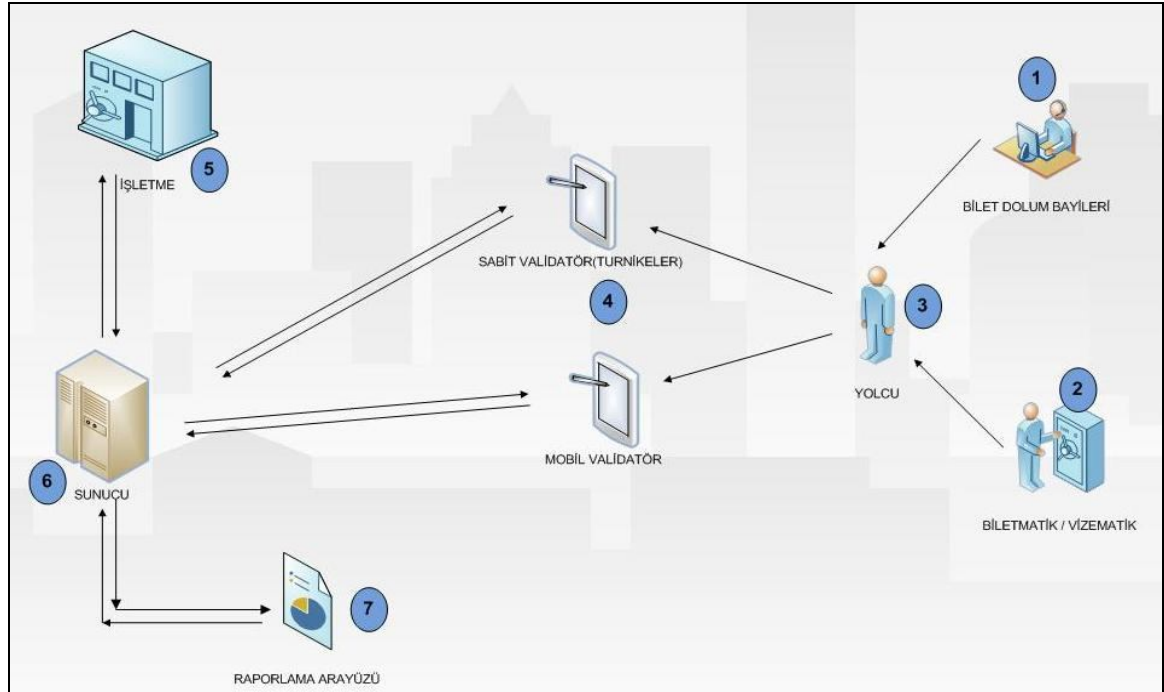 1
BİLET DOLUM BAYİLERİ
5
İŞLETME
SABİT VALİDATÖR(TURNİKELER)
4
3
YOLCU
2
BİLETMATİK / VİZEMATİK
MOBİL VALİDATÖR
6
SUNUCU
7
RAPORLAMA ARAYÜZÜ